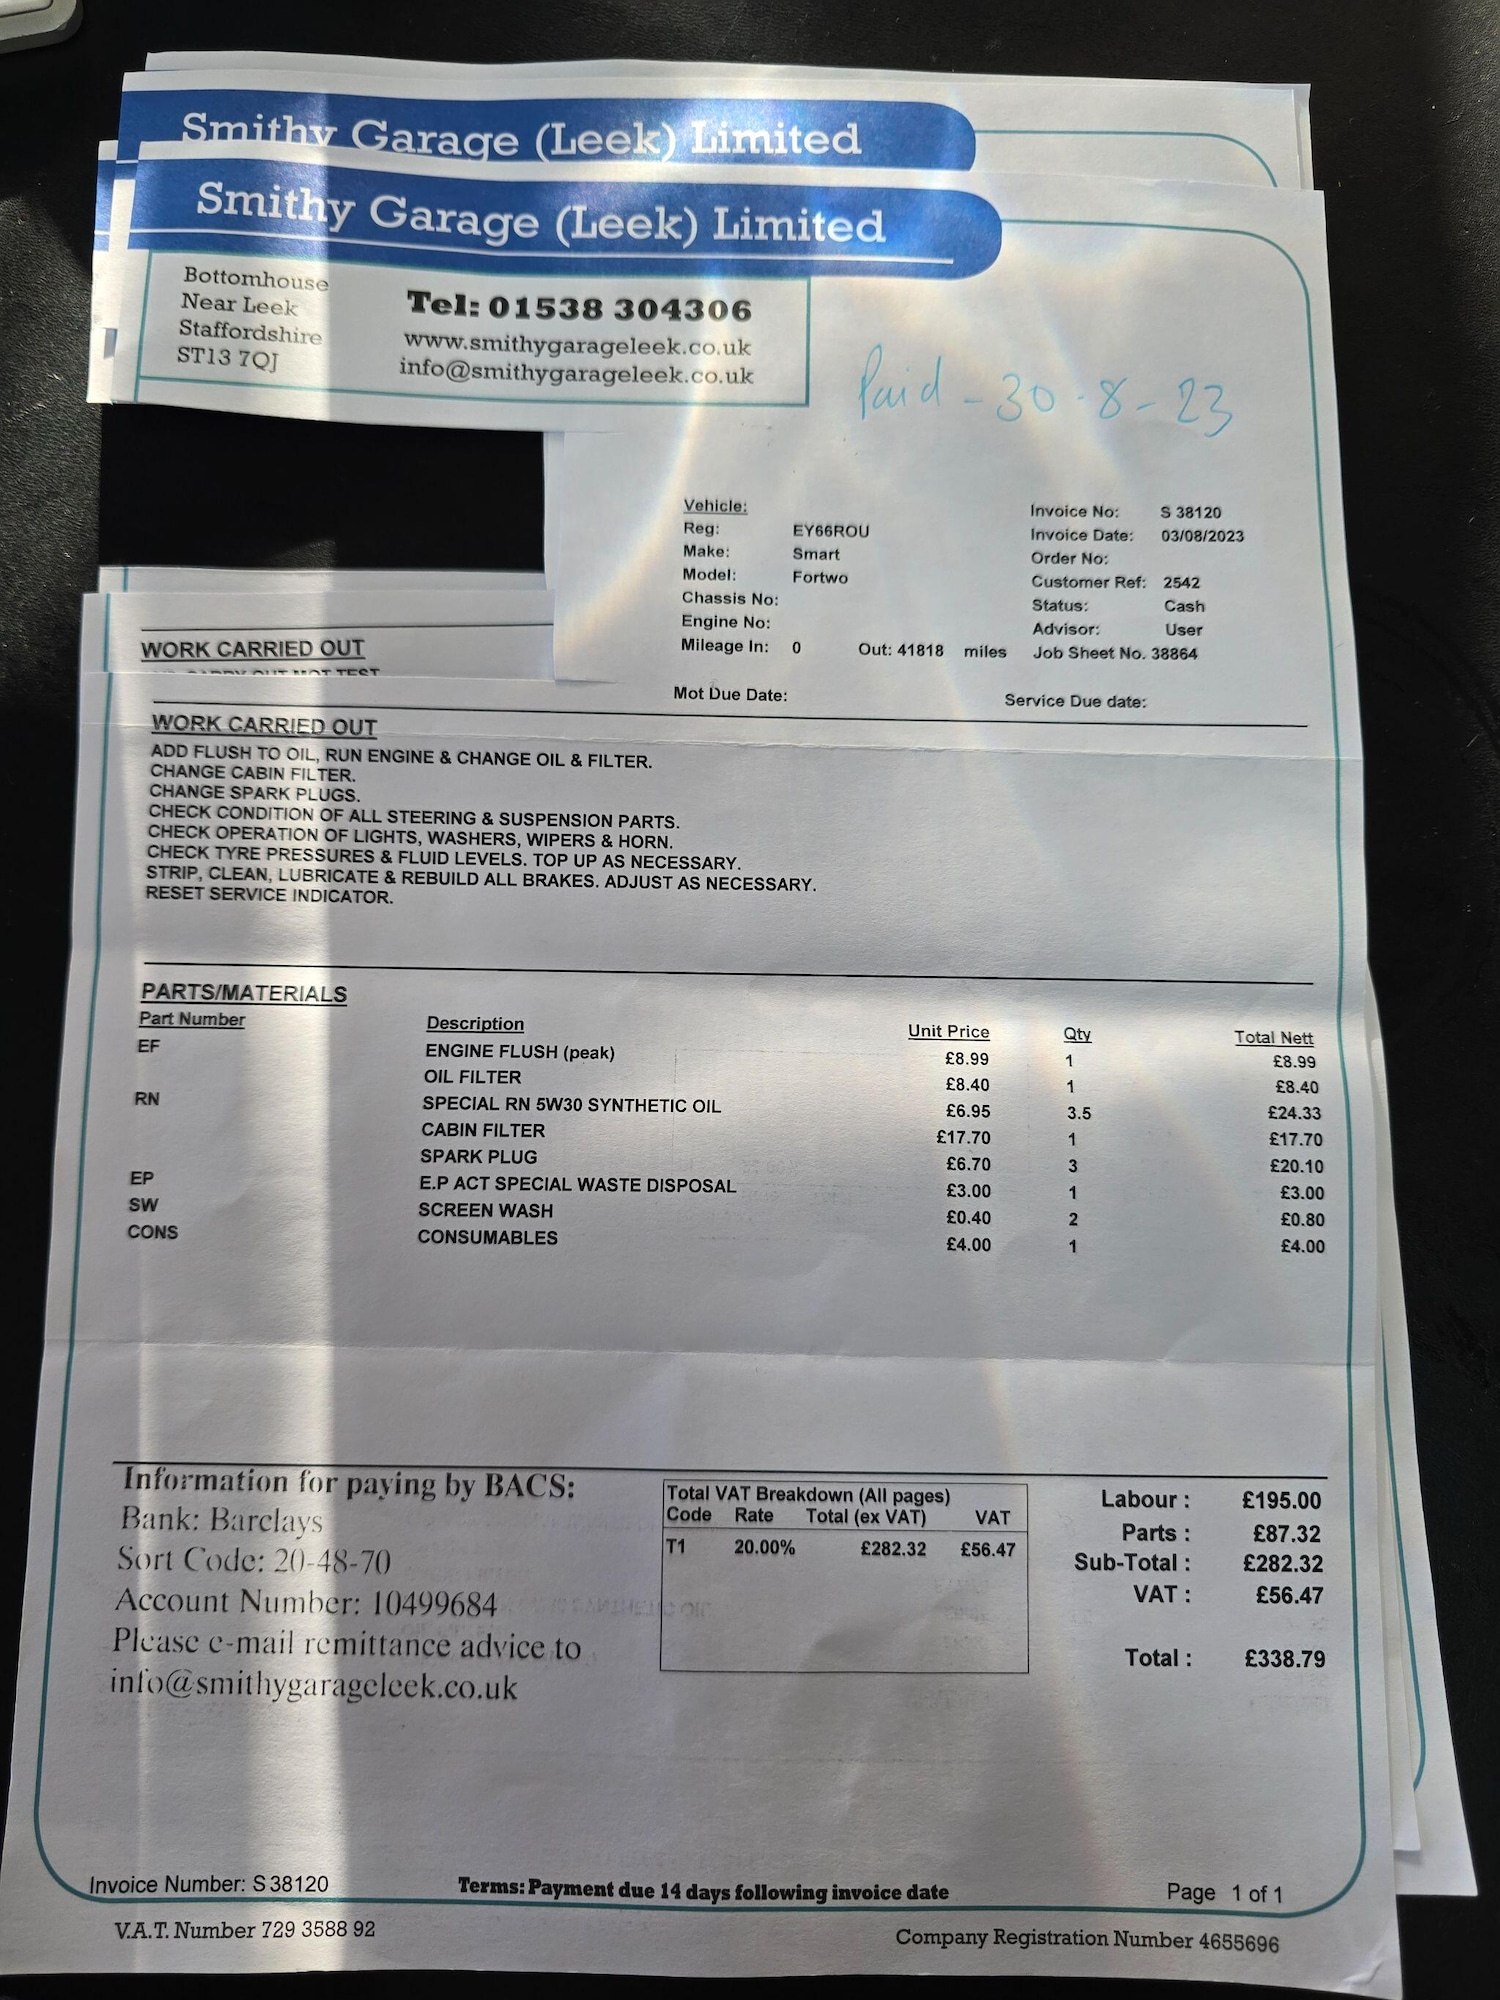 Smithy Garage (Leek) Limited
Smithy Garage (Leek) Limited
Bottomhouse
Near Leek
Staffordshire
ST13 7QJ
Tel: 01538 304306
www.smithygarageleek.co.uk
info@smithygarageleek.co.uk
Paid - 30-8-23
Vehicle:
Reg: EY66ROU
Make: Smart
Model: Fortwo
Chassis No:
Engine No:
Mileage In: 0 Out: 41818 miles
Mot Due Date:
Invoice No: S 38120
Invoice Date: 03/08/2023
Order No:
Customer Ref: 2542
Status: Cash
Advisor: User
Job Sheet No. 38864
Service Due date:
WORK CARRIED OUT
CARRY OUT MOT TEST
WORK CARRIED OUT
ADD FLUSH TO OIL, RUN ENGINE & CHANGE OIL & FILTER.
CHANGE CABIN FILTER.
CHANGE SPARK PLUGS.
CHECK CONDITION OF ALL STEERING & SUSPENSION PARTS.
CHECK OPERATION OF LIGHTS, WASHERS, WIPERS & HORN.
CHECK TYRE PRESSURES & FLUID LEVELS. TOP UP AS NECESSARY.
STRIP, CLEAN, LUBRICATE & REBUILD ALL BRAKES. ADJUST AS NECESSARY.
RESET SERVICE INDICATOR.
PARTS/MATERIALS
Part Number Description Unit Price Qty Total Nett
EF ENGINE FLUSH (peak) £8.99 1 £8.99
OIL FILTER £8.40 1 £8.40
RN SPECIAL RN 5W30 SYNTHETIC OIL £6.95 3.5 £24.33
CABIN FILTER £17.70 1 £17.70
SPARK PLUG £6.70 3 £20.10
EP E.P ACT SPECIAL WASTE DISPOSAL £3.00 1 £3.00
SW SCREEN WASH £0.40 2 £0.80
CONS CONSUMABLES £4.00 1 £4.00
Information for paying by BACS:
Bank: Barclays
Sort Code: 20-48-70
Account Number: 10499684
Please e-mail remittance advice to
info@smithygarageleek.co.uk
Total VAT Breakdown (All pages)
Code Rate Total (ex VAT) VAT
T1 20.00% £282.32 £56.47
Labour : £195.00
Parts : £87.32
Sub-Total : £282.32
VAT : £56.47
Total : £338.79
Invoice Number: S 38120
Terms: Payment due 14 days following invoice date
Page 1 of 1
V.A.T. Number 729 3588 92
Company Registration Number 4655696